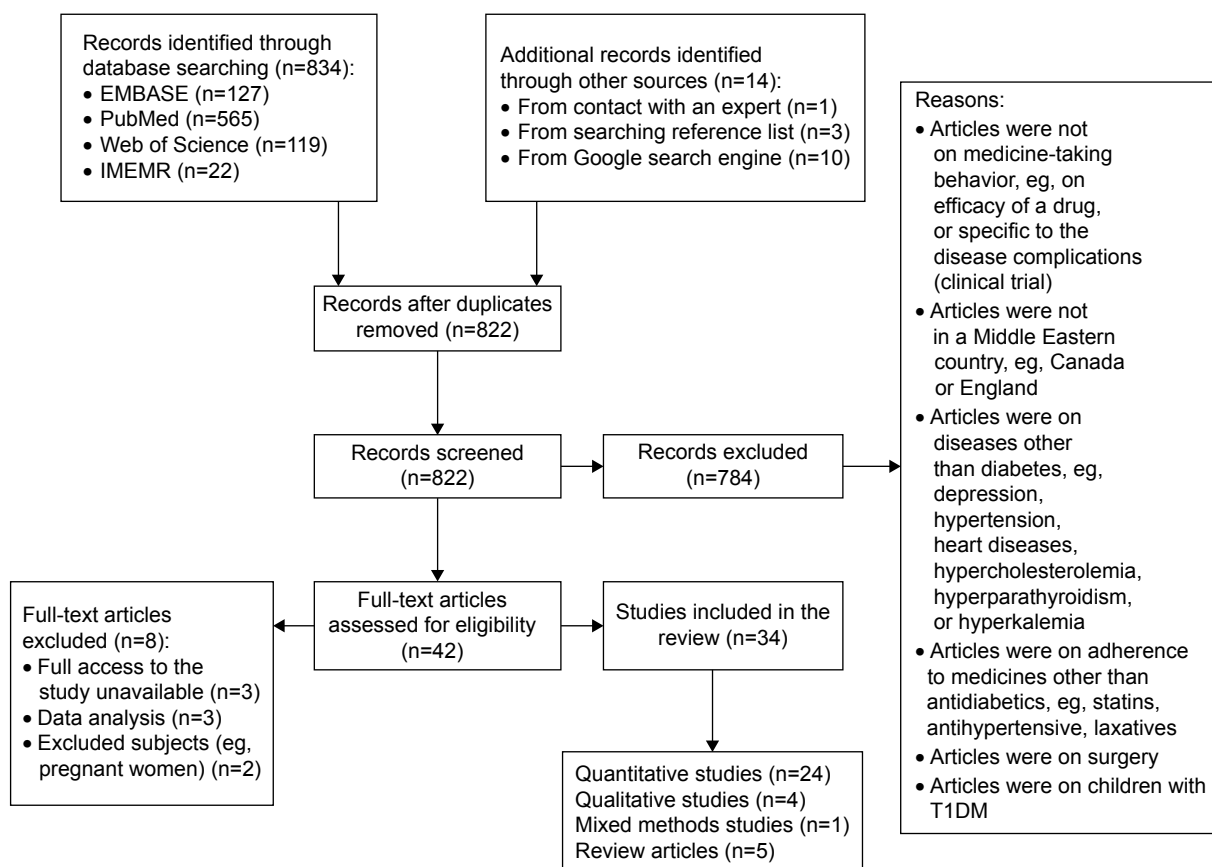 Records identified through
database searching (n=834):
• EMBASE (n=127)
• PubMed (n=565)
• Web of Science (n=119)
• IMEMR (n=22)
Additional records identified
through other sources (n=14):
• From contact with an expert (n=1)
• From searching reference list (n=3)
• From Google search engine (n=10)
Records after duplicates
removed (n=822)
Records screened
(n=822)
Records excluded
(n=784)
Reasons:
• Articles were not
on medicine-taking
behavior, eg, on
efficacy of a drug,
or specific to the
disease complications
(clinical trial)
• Articles were not
in a Middle Eastern
country, eg, Canada
or England
• Articles were on
diseases other
than diabetes, eg,
depression,
hypertension,
heart diseases,
hypercholesterolemia,
hyperparathyroidism,
or hyperkalemia
• Articles were on adherence
to medicines other than
antidiabetics, eg, statins,
antihypertensive, laxatives
• Articles were on surgery
• Articles were on children with
T1DM
Full-text articles
assessed for eligibility
(n=42)
Full-text articles
excluded (n=8):
• Full access to the
study unavailable (n=3)
• Data analysis (n=3)
• Excluded subjects (eg,
pregnant women) (n=2)
Studies included in the
review (n=34)
Quantitative studies (n=24)
Qualitative studies (n=4)
Mixed methods studies (n=1)
Review articles (n=5)